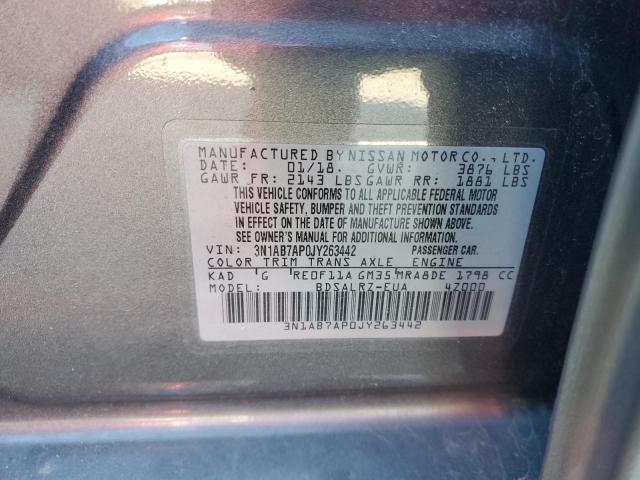 MANUFACTURED BY NISSAN MOTOR CO., LTD.
DATE: 01/18. GVWR: 3876 LBS
GAWR FR: 2143 LBS GAWR RR: 1881 LBS
THIS VEHICLE CONFORMS TO ALL APPLICABLE FEDERAL MOTOR
VEHICLE SAFETY, BUMPER AND THEFT PREVENTION STANDARDS
IN EFFECT ON THE DATE OF MANUFACTURE SHOWN ABOVE.
SEE OWNER'S MANUAL FOR ADDITIONAL INFORMATION.
VIN: 3N1AB7AP0JY263442 PASSENGER CAR.
COLOR TRIM TRANS AXLE ENGINE
KAD G RE0F11A GM35 MRA8DE 1798 CC
MODEL: BDSALRZ-EUA 4Z000
3N1AB7AP0JY263442